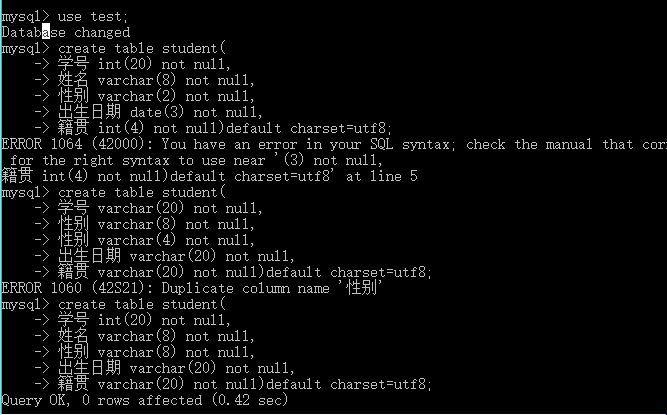 mysql> use test;
Database changed
mysql> create table student(
    -> 学号 int(20) not null,
    -> 姓名 varchar(8) not null,
    -> 性别 varchar(2) not null,
    -> 出生日期 date(3) not null,
    -> 籍贯 int(4) not null)default charset=utf8;
ERROR 1064 (42000): You have an error in your SQL syntax; check the manual that cor
 for the right syntax to use near '(3) not null,
籍贯 int(4) not null)default charset=utf8' at line 5
mysql> create table student(
    -> 学号 varchar(20) not null,
    -> 性别 varchar(8) not null,
    -> 性别 varchar(4) not null,
    -> 出生日期 varchar(20) not null,
    -> 籍贯 varchar(20) not null)default charset=utf8;
ERROR 1060 (42S21): Duplicate column name '性别'
mysql> create table student(
    -> 学号 int(20) not null,
    -> 姓名 varchar(8) not null,
    -> 性别 varchar(8) not null,
    -> 出生日期 varchar(20) not null,
    -> 籍贯 varchar(20) not null)default charset=utf8;
Query OK, 0 rows affected (0.42 sec)